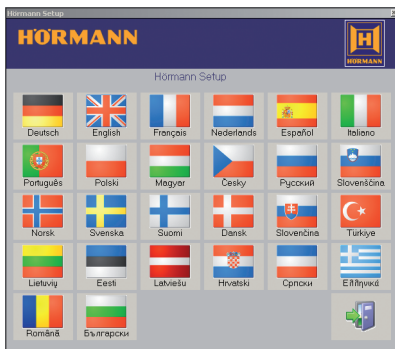 Hörmann Setup
HÖRMANN
HÖRMANN
Hörmann Setup
Deutsch English Français Nederlands Español Italiano
Português Polski Magyar Česky Русский Slovenščina
Norsk Svenska Suomi Dansk Slovenčina Türkiye
Lietuvių Eesti Latviešu Hrvatski Српски Ελληνικά
Română Български